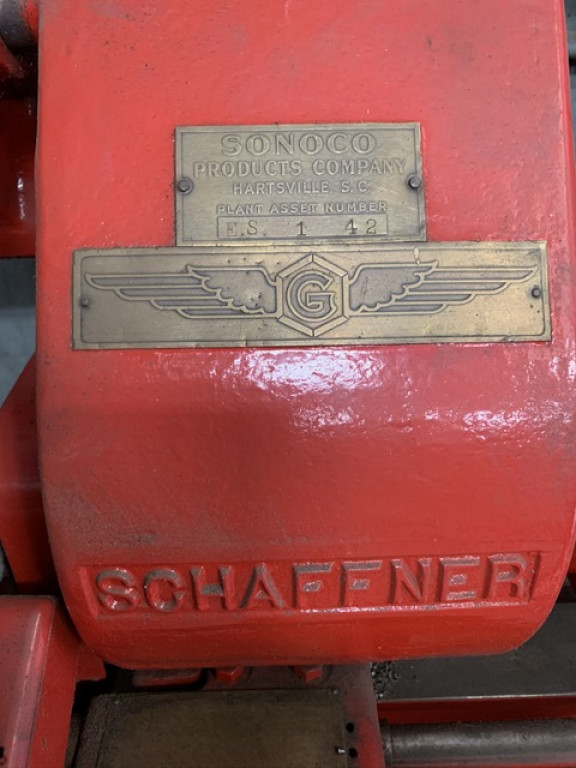 SONOCO
PRODUCTS COMPANY
HARTSVILLE, S.C.
PLANT ASSET NUMBER
E.S. 1 42
G
SCHAFFNER